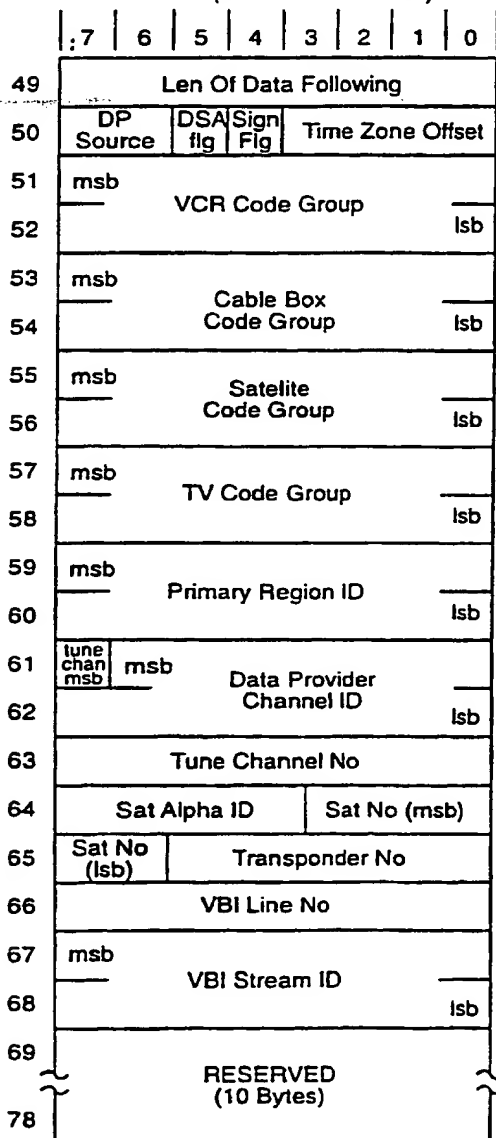 :7 6 5 4 3 2 1 0
49 Len Of Data Following
50 DP Source DSA flg Sign Flg Time Zone Offset
51 msb
VCR Code Group
52 lsb
53 msb
Cable Box
Code Group
54 lsb
55 msb
Satelite
Code Group
56 lsb
57 msb
TV Code Group
58 lsb
59 msb
Primary Region ID
60 lsb
61 tune chan msb msb
Data Provider
Channel ID
62 lsb
63 Tune Channel No
64 Sat Alpha ID Sat No (msb)
65 Sat No (lsb) Transponder No
66 VBI Line No
67 msb
VBI Stream ID
68 lsb
69
RESERVED
(10 Bytes)
78